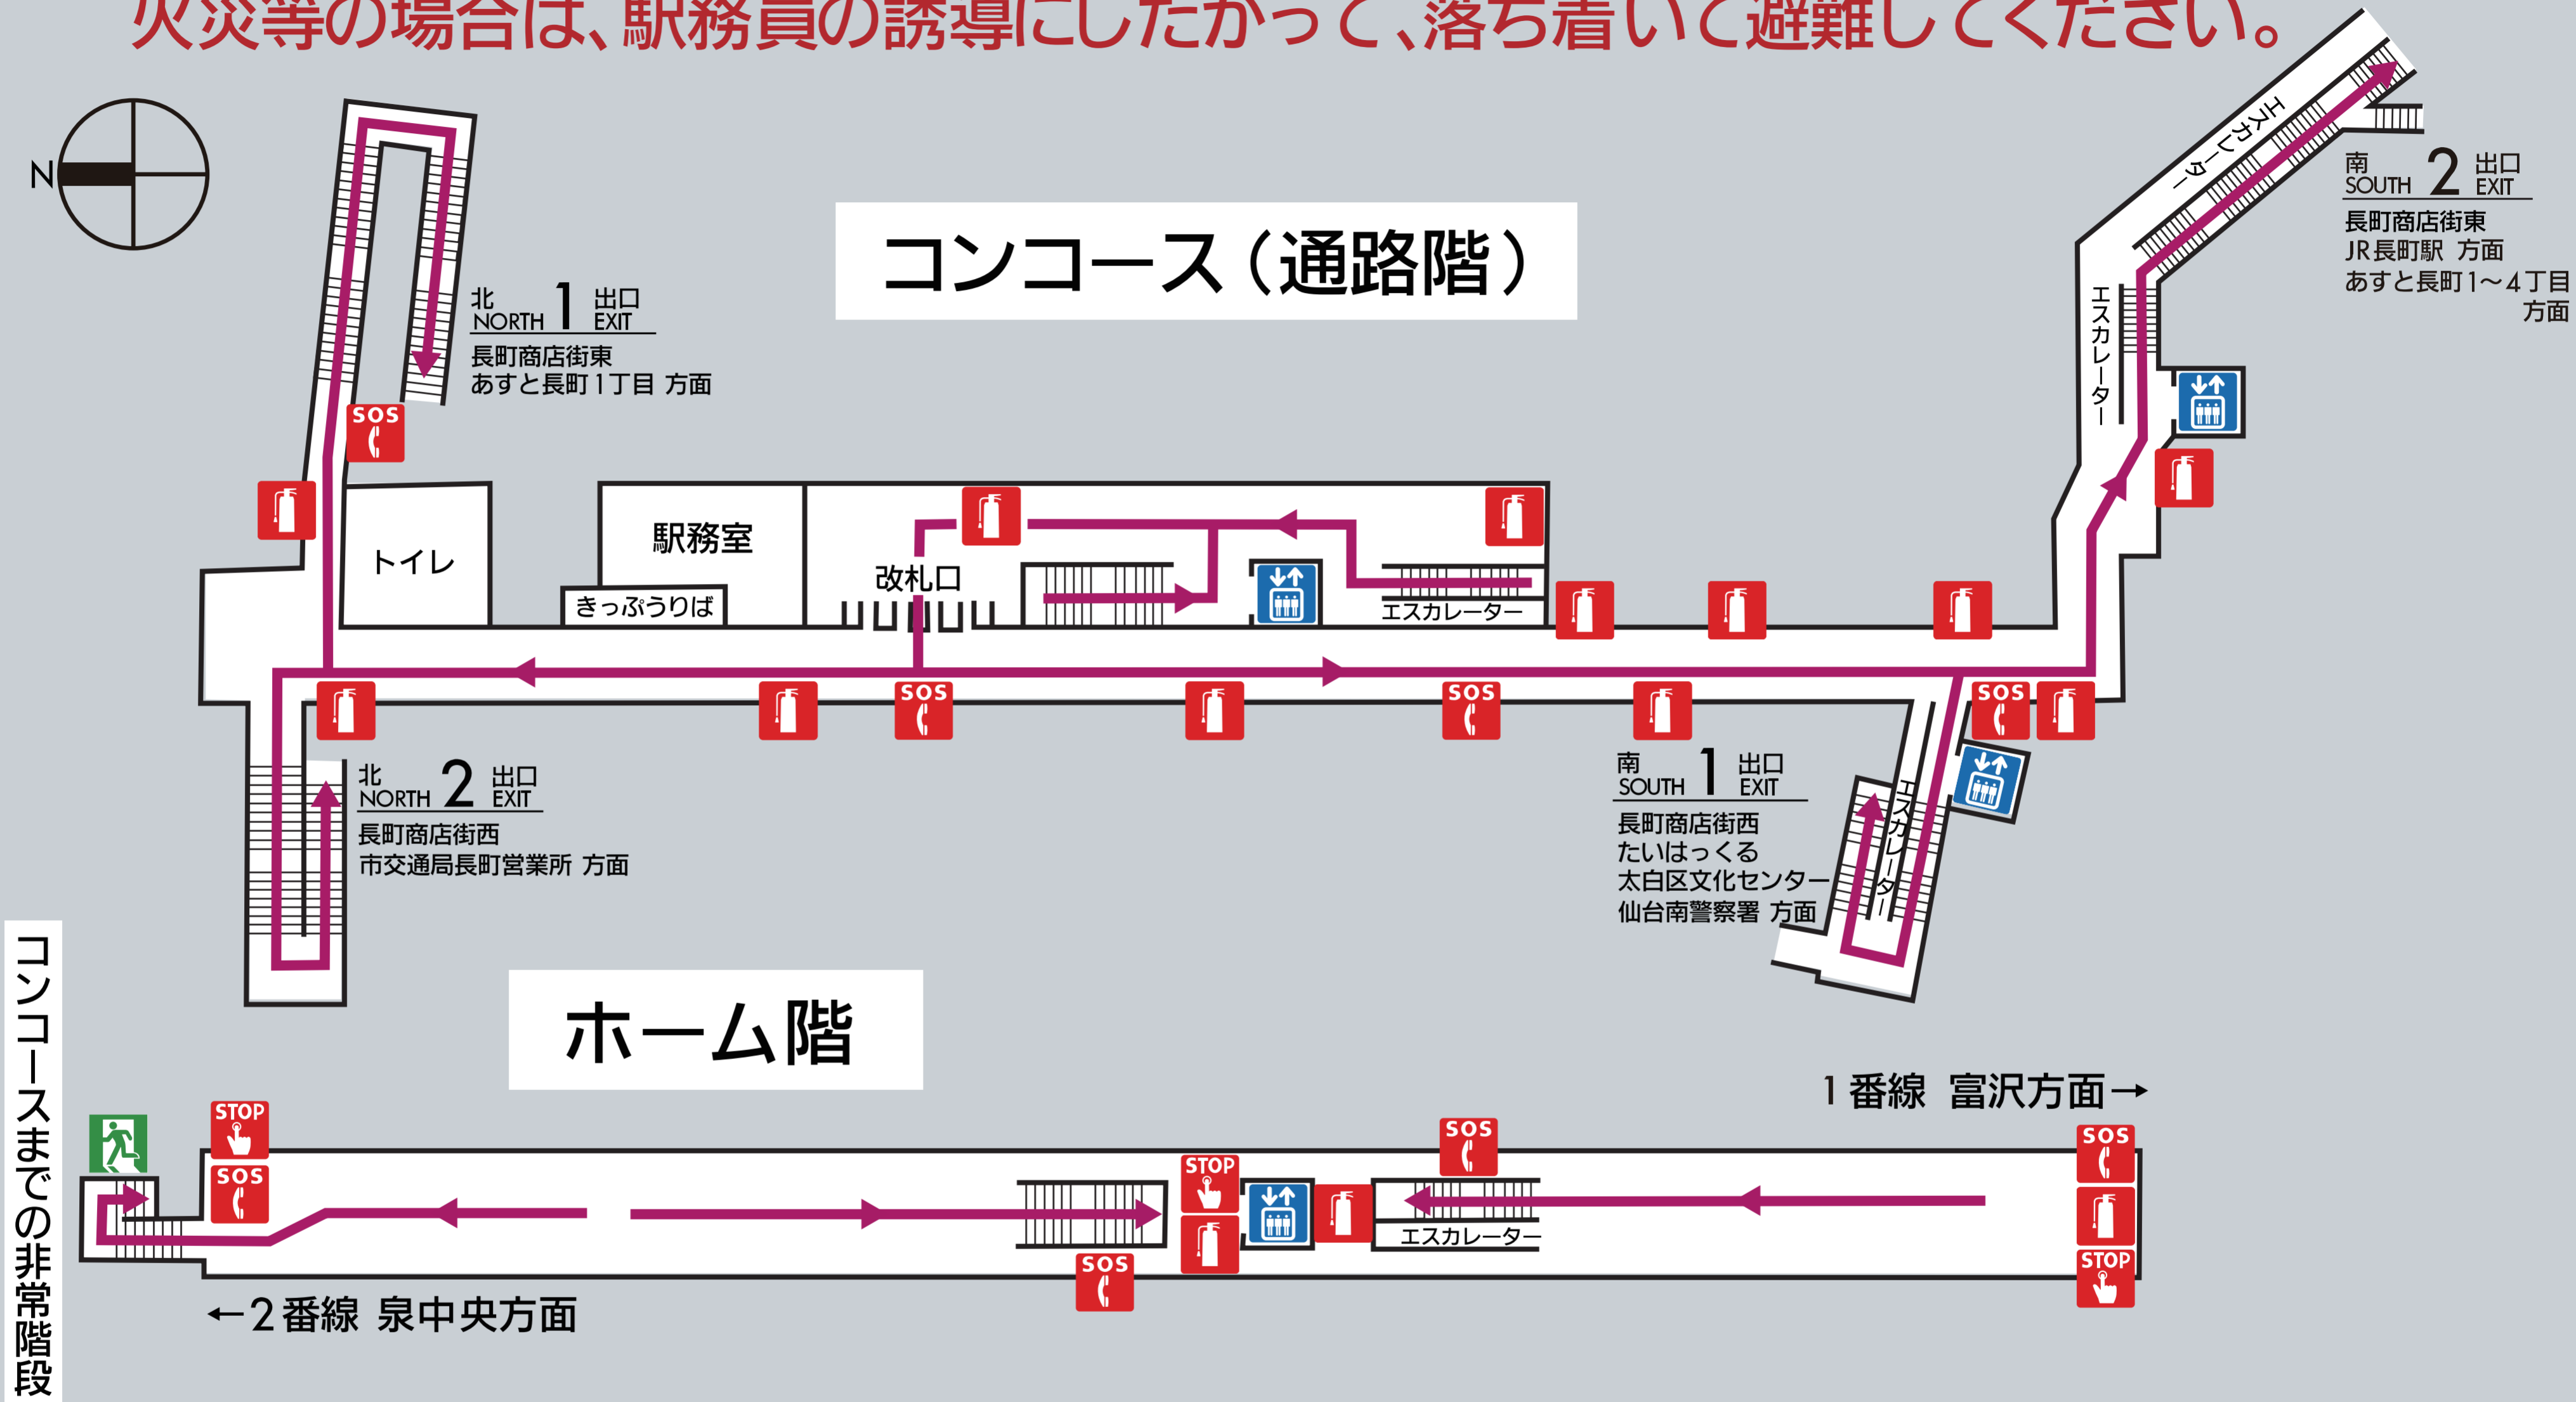 火災等の場合は、駅務員の誘導にしたがって、落ち着いて避難してください。
N
コンコース（通路階）
北
NORTH 1 出口
EXIT
長町商店街東
あすと長町1丁目 方面
エスカレーター
南
SOUTH 2 出口
EXIT
長町商店街東
JR長町駅 方面
あすと長町1～4丁目
方面
エスカレーター
SOS
トイレ
駅務室
きっぷうりば
改札口
エスカレーター
SOS
SOS
SOS
北
NORTH 2 出口
EXIT
長町商店街西
市交通局長町営業所 方面
南
SOUTH 1 出口
EXIT
長町商店街西
たいはっくる
太白区文化センター
仙台南警察署 方面
エスカレーター
コンコースまでの非常階段
ホーム階
1番線 富沢方面→
STOP
SOS
STOP
SOS
SOS
エスカレーター
SOS
STOP
←2番線 泉中央方面